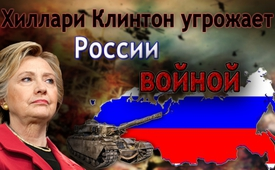 Хиллари Клинтон угрожает
России
войной